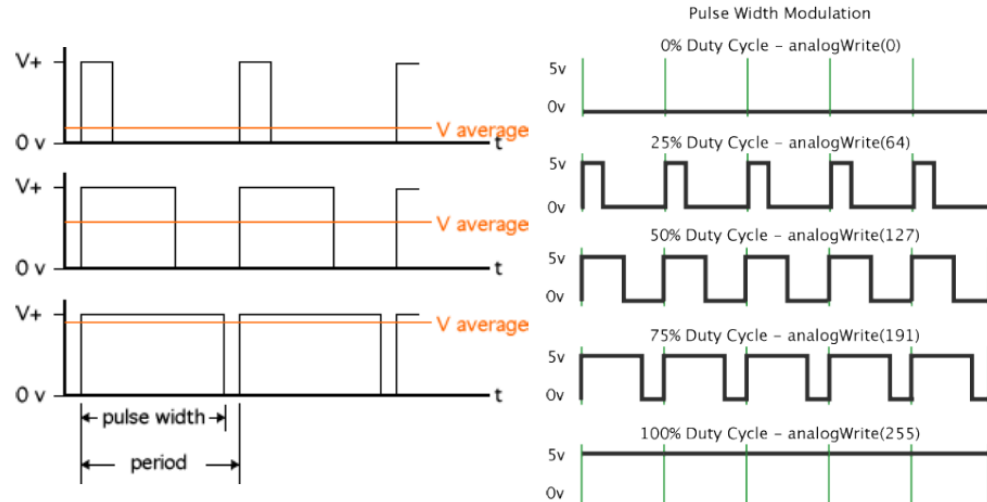 V+
V average
0 v
t
V+
V average
0 v
t
V+
V average
0 v
t
pulse width
period
Pulse Width Modulation
0% Duty Cycle – analogWrite(0)
5v
0v
25% Duty Cycle – analogWrite(64)
5v
0v
50% Duty Cycle – analogWrite(127)
5v
0v
75% Duty Cycle – analogWrite(191)
5v
0v
100% Duty Cycle – analogWrite(255)
5v
0v